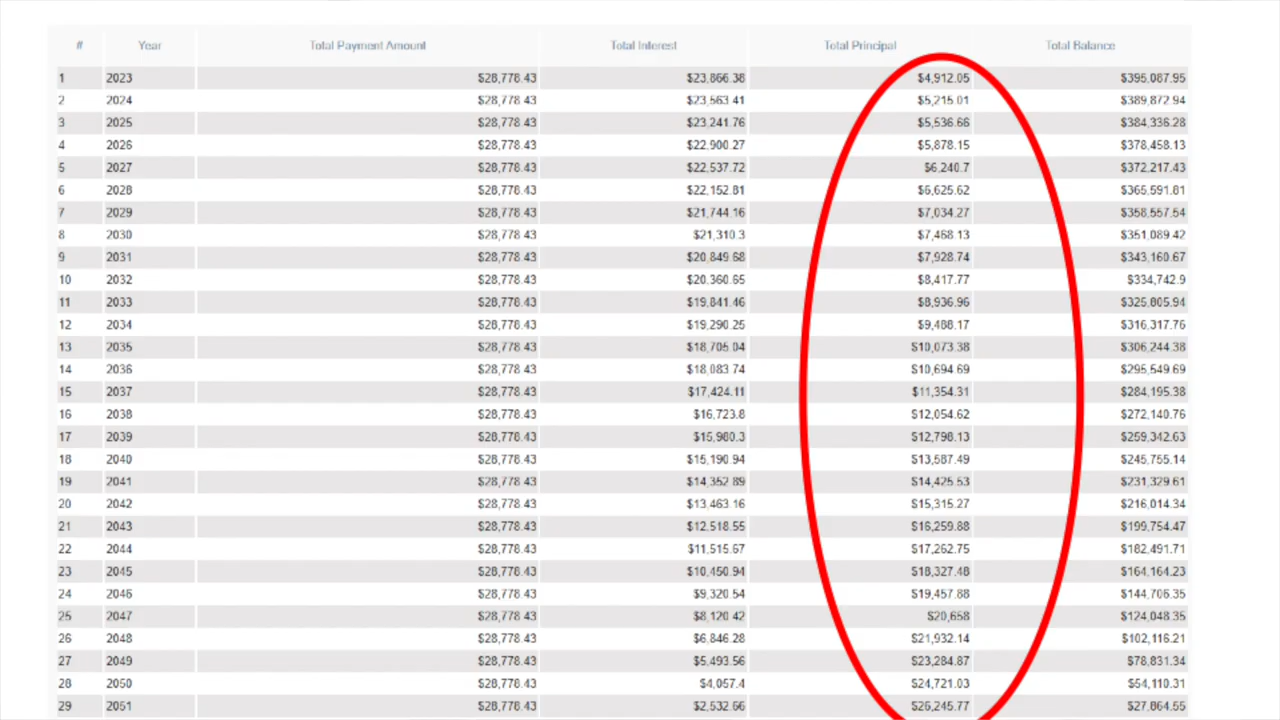 # Year Total Payment Amount Total Interest Total Principal Total Balance
1 2023 $28,778.43 $23,866.38 $4,912.05 $395,087.95
2 2024 $28,778.43 $23,563.41 $5,215.01 $389,872.94
3 2025 $28,778.43 $23,241.76 $5,536.66 $384,336.28
4 2026 $28,778.43 $22,900.27 $5,878.15 $378,458.13
5 2027 $28,778.43 $22,537.72 $6,240.7 $372,217.43
6 2028 $28,778.43 $22,152.81 $6,625.62 $365,591.81
7 2029 $28,778.43 $21,744.16 $7,034.27 $358,557.54
8 2030 $28,778.43 $21,310.3 $7,468.13 $351,089.42
9 2031 $28,778.43 $20,849.68 $7,928.74 $343,160.67
10 2032 $28,778.43 $20,360.65 $8,417.77 $334,742.9
11 2033 $28,778.43 $19,841.46 $8,936.96 $325,805.94
12 2034 $28,778.43 $19,290.25 $9,488.17 $316,317.76
13 2035 $28,778.43 $18,705.04 $10,073.38 $306,244.38
14 2036 $28,778.43 $18,083.74 $10,694.69 $295,549.69
15 2037 $28,778.43 $17,424.11 $11,354.31 $284,195.38
16 2038 $28,778.43 $16,723.8 $12,054.62 $272,140.76
17 2039 $28,778.43 $15,980.3 $12,798.13 $259,342.63
18 2040 $28,778.43 $15,190.94 $13,587.49 $245,755.14
19 2041 $28,778.43 $14,352.89 $14,425.53 $231,329.61
20 2042 $28,778.43 $13,463.16 $15,315.27 $216,014.34
21 2043 $28,778.43 $12,518.55 $16,259.88 $199,754.47
22 2044 $28,778.43 $11,515.67 $17,262.75 $182,491.71
23 2045 $28,778.43 $10,450.94 $18,327.48 $164,164.23
24 2046 $28,778.43 $9,320.54 $19,457.88 $144,706.35
25 2047 $28,778.43 $8,120.42 $20,658 $124,048.35
26 2048 $28,778.43 $6,846.28 $21,932.14 $102,116.21
27 2049 $28,778.43 $5,493.56 $23,284.87 $78,831.34
28 2050 $28,778.43 $4,057.4 $24,721.03 $54,110.31
29 2051 $28,778.43 $2,532.66 $26,245.77 $27,864.55